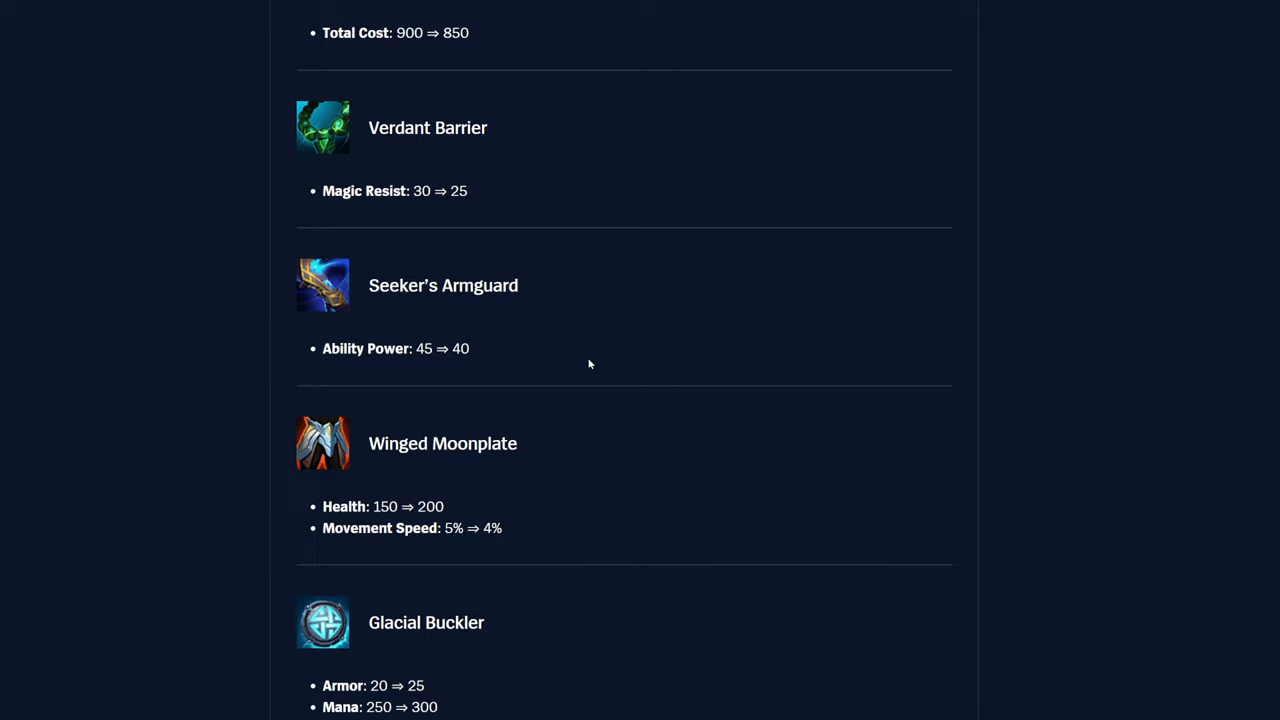 • Total Cost: 900 ⇒ 850
Verdant Barrier
• Magic Resist: 30 ⇒ 25
Seeker’s Armguard
• Ability Power: 45 ⇒ 40
Winged Moonplate
• Health: 150 ⇒ 200
• Movement Speed: 5% ⇒ 4%
Glacial Buckler
• Armor: 20 ⇒ 25
• Mana: 250 ⇒ 300